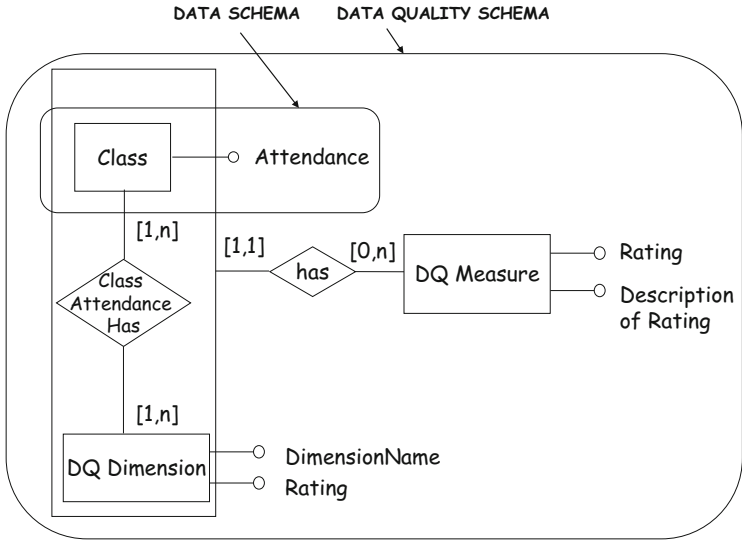 DATA SCHEMA
DATA QUALITY SCHEMA
Class
Attendance
[1,n]
[1,1]
[0,n]
Class
Attendance
Has
has
DQ Measure
Rating
Description
of Rating
[1,n]
DQ Dimension
DimensionName
Rating